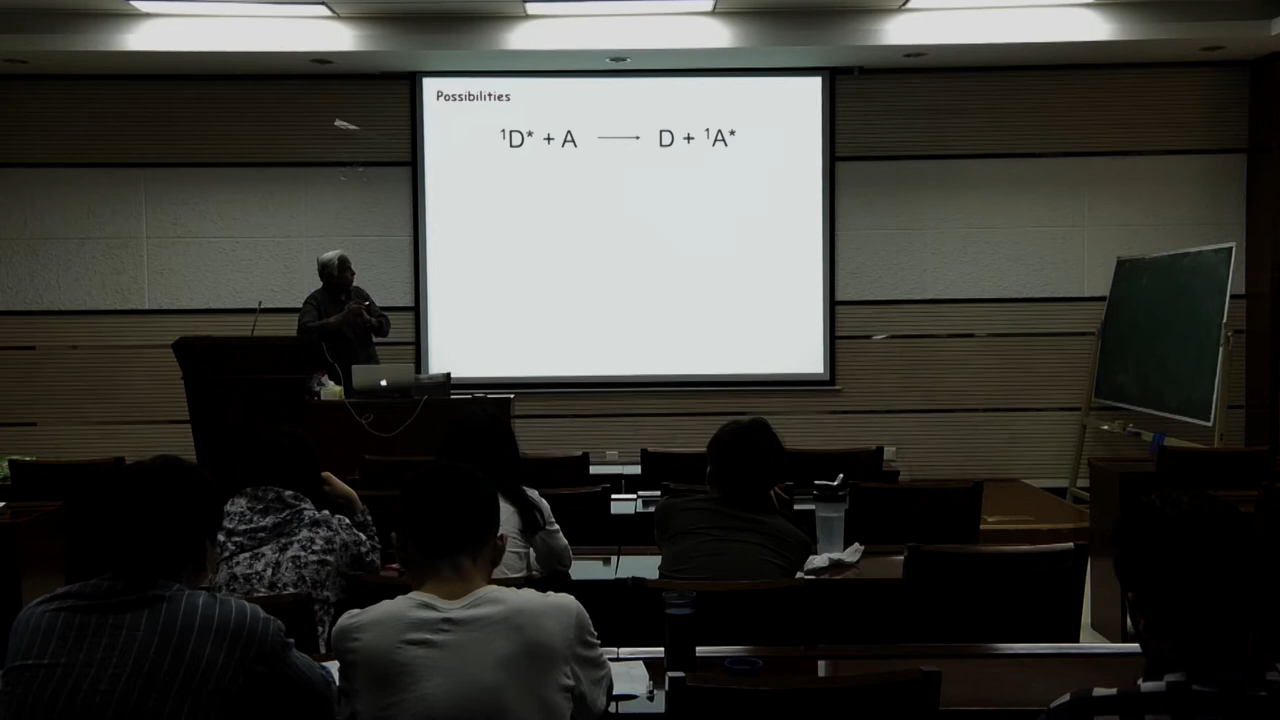 Possibilities
¹D* + A ⟶ D + ¹A*